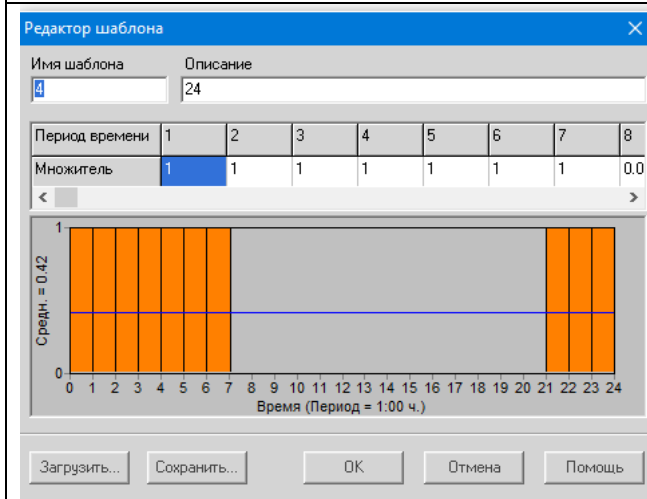 Редактор шаблона
Имя шаблона Описание
4 24
Период времени 1 2 3 4 5 6 7 8
Множитель 1 1 1 1 1 1 1 0.0
1
Средн. = 0.42
0
0 1 2 3 4 5 6 7 8 9 10 11 12 13 14 15 16 17 18 19 20 21 22 23 24
Время (Период = 1:00 ч.)
Загрузить... Сохранить... OK Отмена Помощь